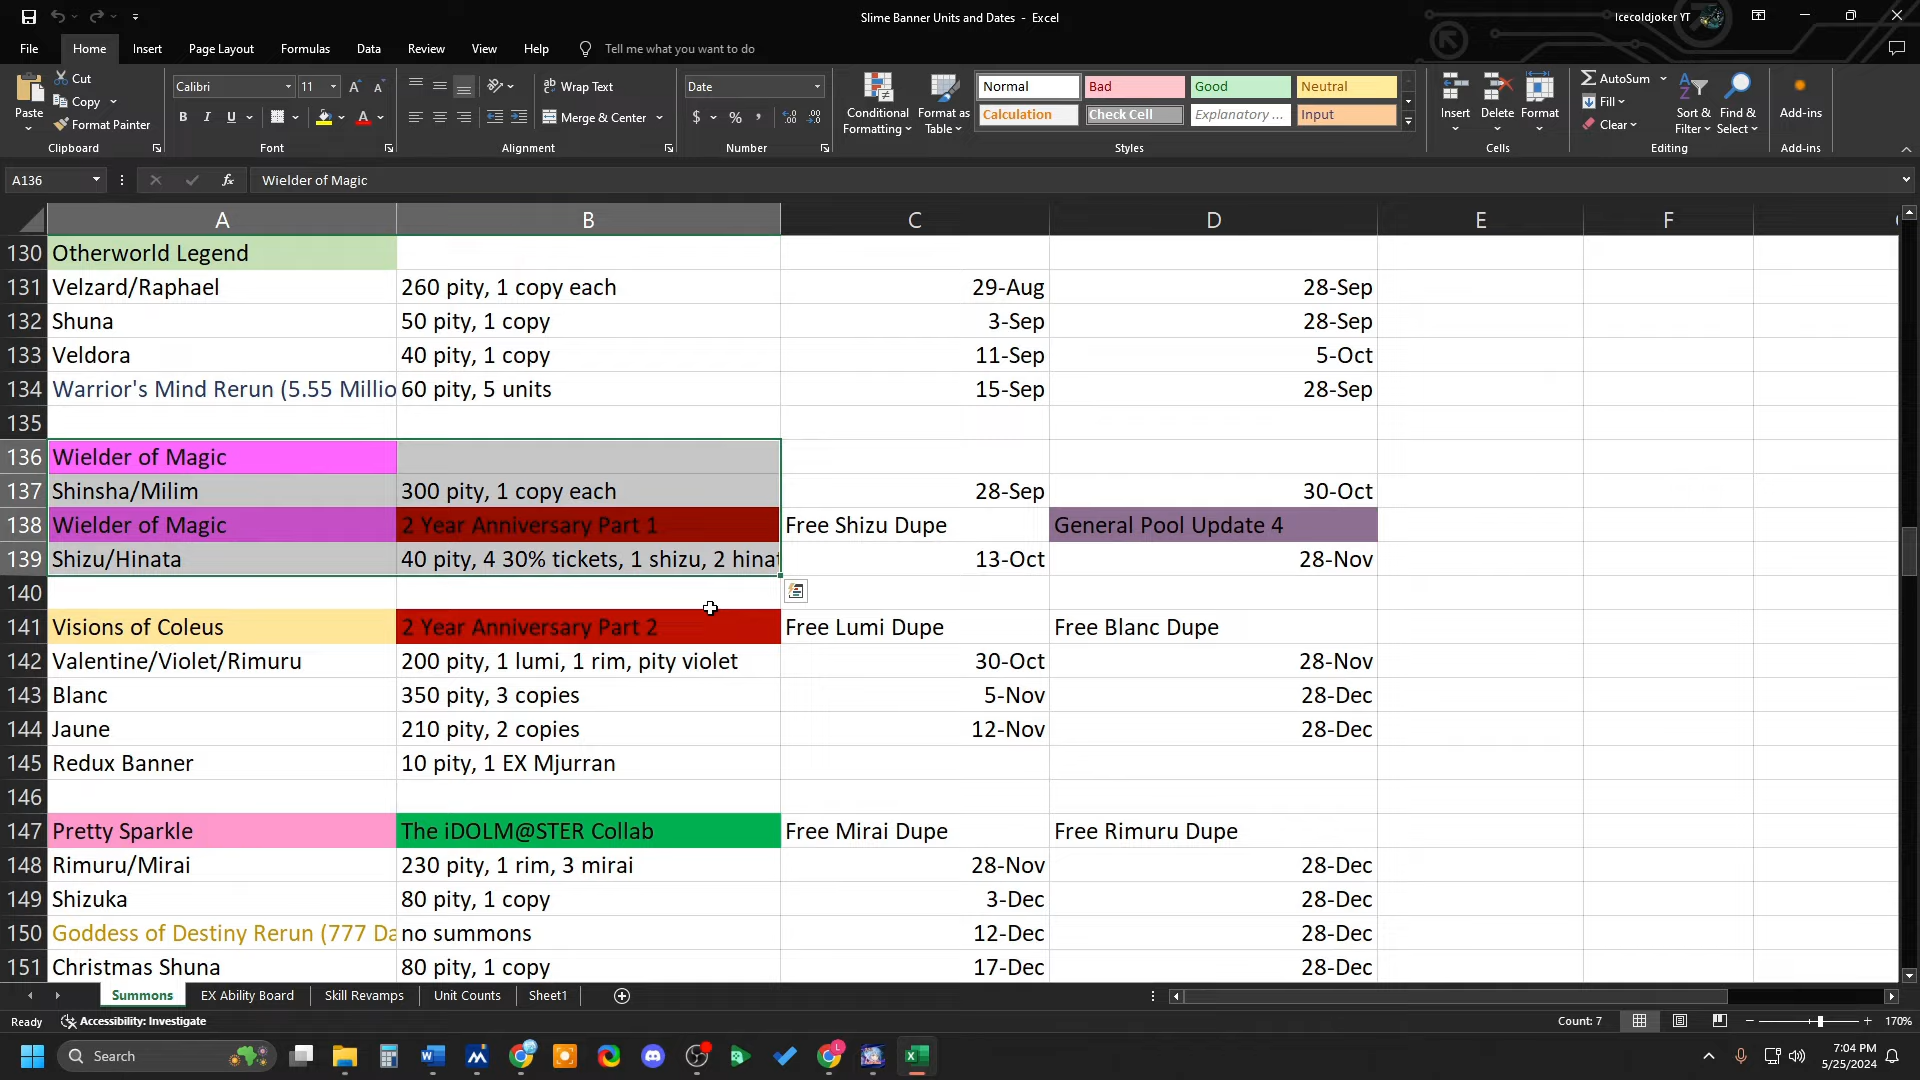 Slime Banner Units and Dates - Excel
Icecoldjoker YT
File Home Insert Page Layout Formulas Data Review View Help Tell me what you want to do
Paste
Cut
Copy
Format Painter
Clipboard
Calibri 11
B I U
Font
Wrap Text
Merge & Center
Alignment
Date
$ % ,
Number
Conditional Formatting
Format as Table
Normal Bad Good Neutral
Calculation Check Cell Explanatory ... Input
Styles
Insert Delete Format
Cells
AutoSum
Fill
Clear
Sort & Filter
Find & Select
Editing
Add-ins
Add-ins
A136 fx Wielder of Magic
A B C D E F
130 Otherworld Legend
131 Velzard/Raphael 260 pity, 1 copy each 29-Aug 28-Sep
132 Shuna 50 pity, 1 copy 3-Sep 28-Sep
133 Veldora 40 pity, 1 copy 11-Sep 5-Oct
134 Warrior's Mind Rerun (5.55 Millio 60 pity, 5 units 15-Sep 28-Sep
135
136 Wielder of Magic
137 Shinsha/Milim 300 pity, 1 copy each 28-Sep 30-Oct
138 Wielder of Magic 2 Year Anniversary Part 1 Free Shizu Dupe General Pool Update 4
139 Shizu/Hinata 40 pity, 4 30% tickets, 1 shizu, 2 hinat 13-Oct 28-Nov
140
141 Visions of Coleus 2 Year Anniversary Part 2 Free Lumi Dupe Free Blanc Dupe
142 Valentine/Violet/Rimuru 200 pity, 1 lumi, 1 rim, pity violet 30-Oct 28-Nov
143 Blanc 350 pity, 3 copies 5-Nov 28-Dec
144 Jaune 210 pity, 2 copies 12-Nov 28-Dec
145 Redux Banner 10 pity, 1 EX Mjurran
146
147 Pretty Sparkle The iDOLM@STER Collab Free Mirai Dupe Free Rimuru Dupe
148 Rimuru/Mirai 230 pity, 1 rim, 3 mirai 28-Nov 28-Dec
149 Shizuka 80 pity, 1 copy 3-Dec 28-Dec
150 Goddess of Destiny Rerun (777 Da no summons 12-Dec 28-Dec
151 Christmas Shuna 80 pity, 1 copy 17-Dec 28-Dec
Summons EX Ability Board Skill Revamps Unit Counts Sheet1
Ready Accessibility: Investigate Count: 7 170%
Search
7:04 PM
5/25/2024